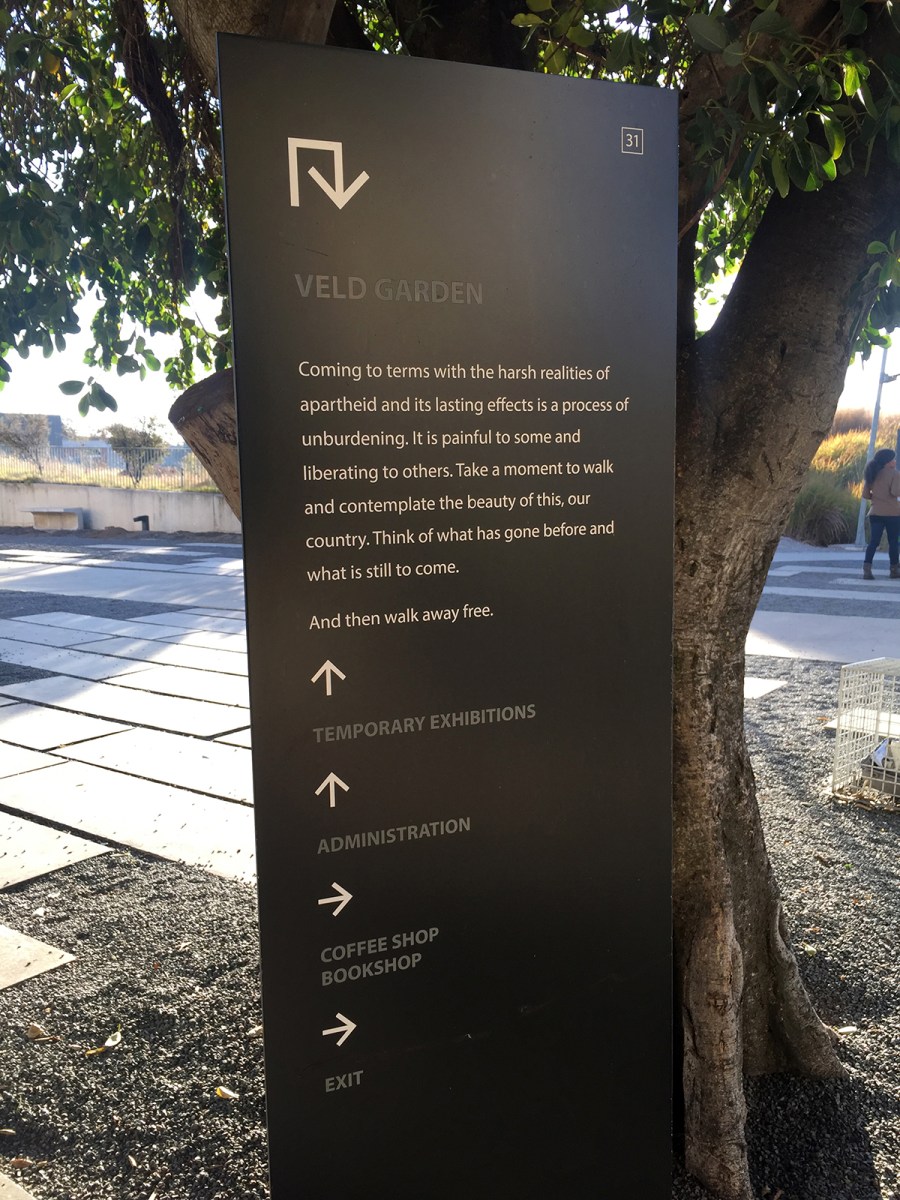 31
VELD GARDEN
Coming to terms with the harsh realities of
apartheid and its lasting effects is a process of
unburdening. It is painful to some and
liberating to others. Take a moment to walk
and contemplate the beauty of this, our
country. Think of what has gone before and
what is still to come.
And then walk away free.
TEMPORARY EXHIBITIONS
ADMINISTRATION
COFFEE SHOP
BOOKSHOP
EXIT